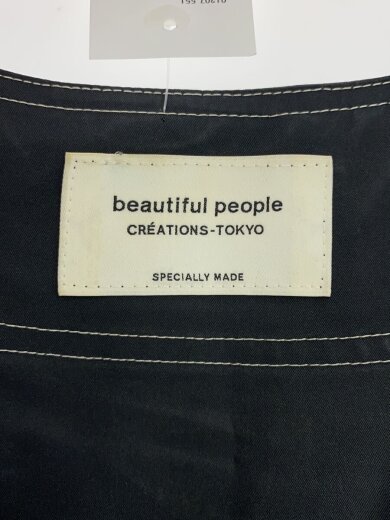 beautiful people
CRÉATIONS-TOKYO
SPECIALLY MADE